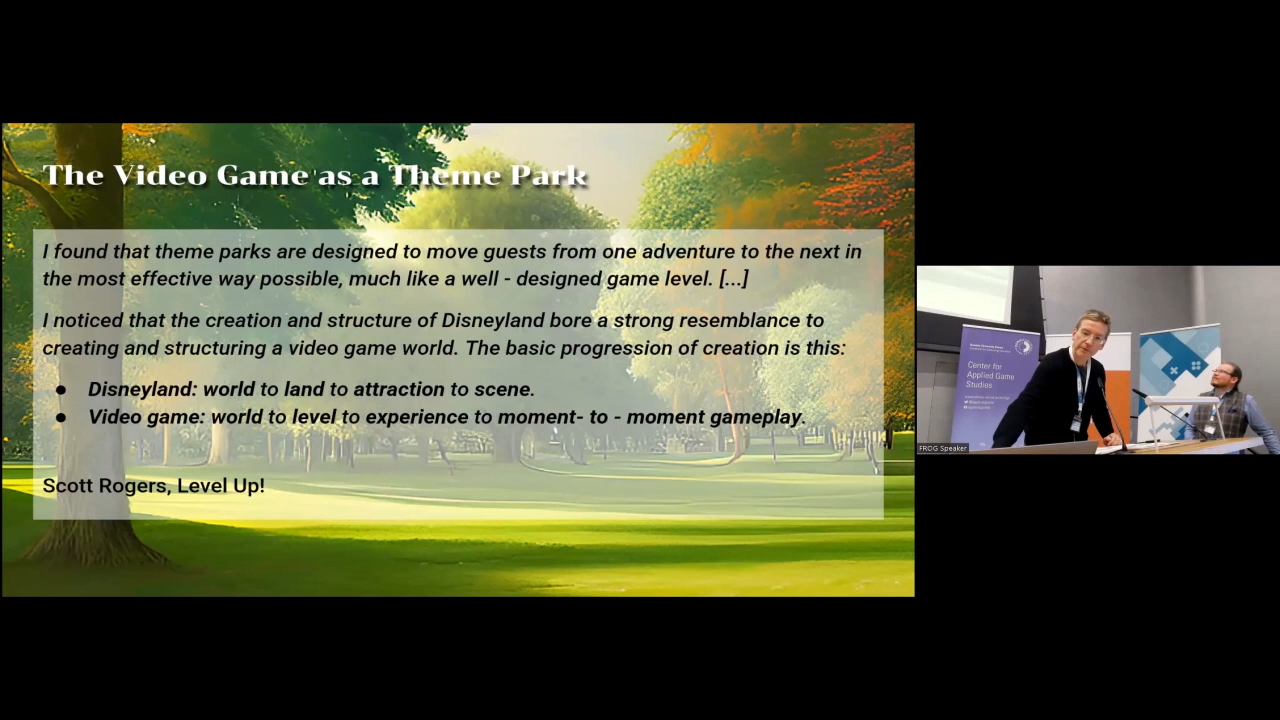 The Video Game as a Theme Park
I found that theme parks are designed to move guests from one adventure to the next in
the most effective way possible, much like a well - designed game level. [...]
I noticed that the creation and structure of Disneyland bore a strong resemblance to
creating and structuring a video game world. The basic progression of creation is this:
● Disneyland: world to land to attraction to scene.
● Video game: world to level to experience to moment- to - moment gameplay.
Scott Rogers, Level Up!
Center for
Applied Game
Studies
FROG Speaker